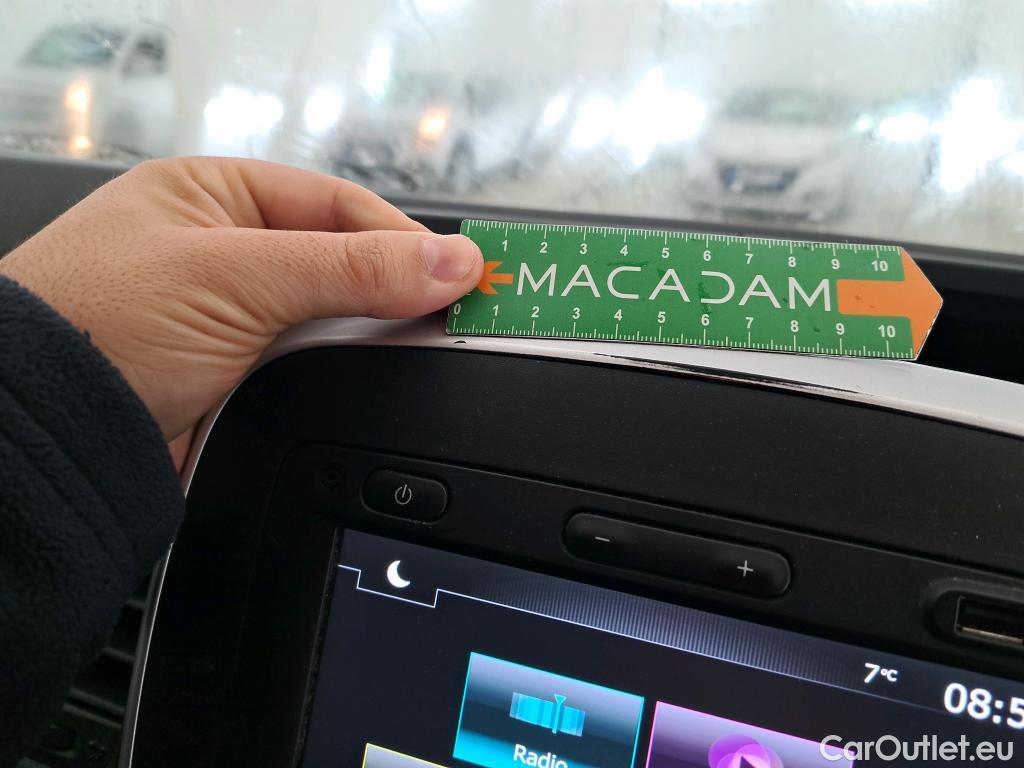 1 2 3 4 5 6 7 8 9 10
MACADAM
0 1 2 3 4 5 6 7 8 9 10
− +
7°C
08:5
Radio
CarOutlet.eu